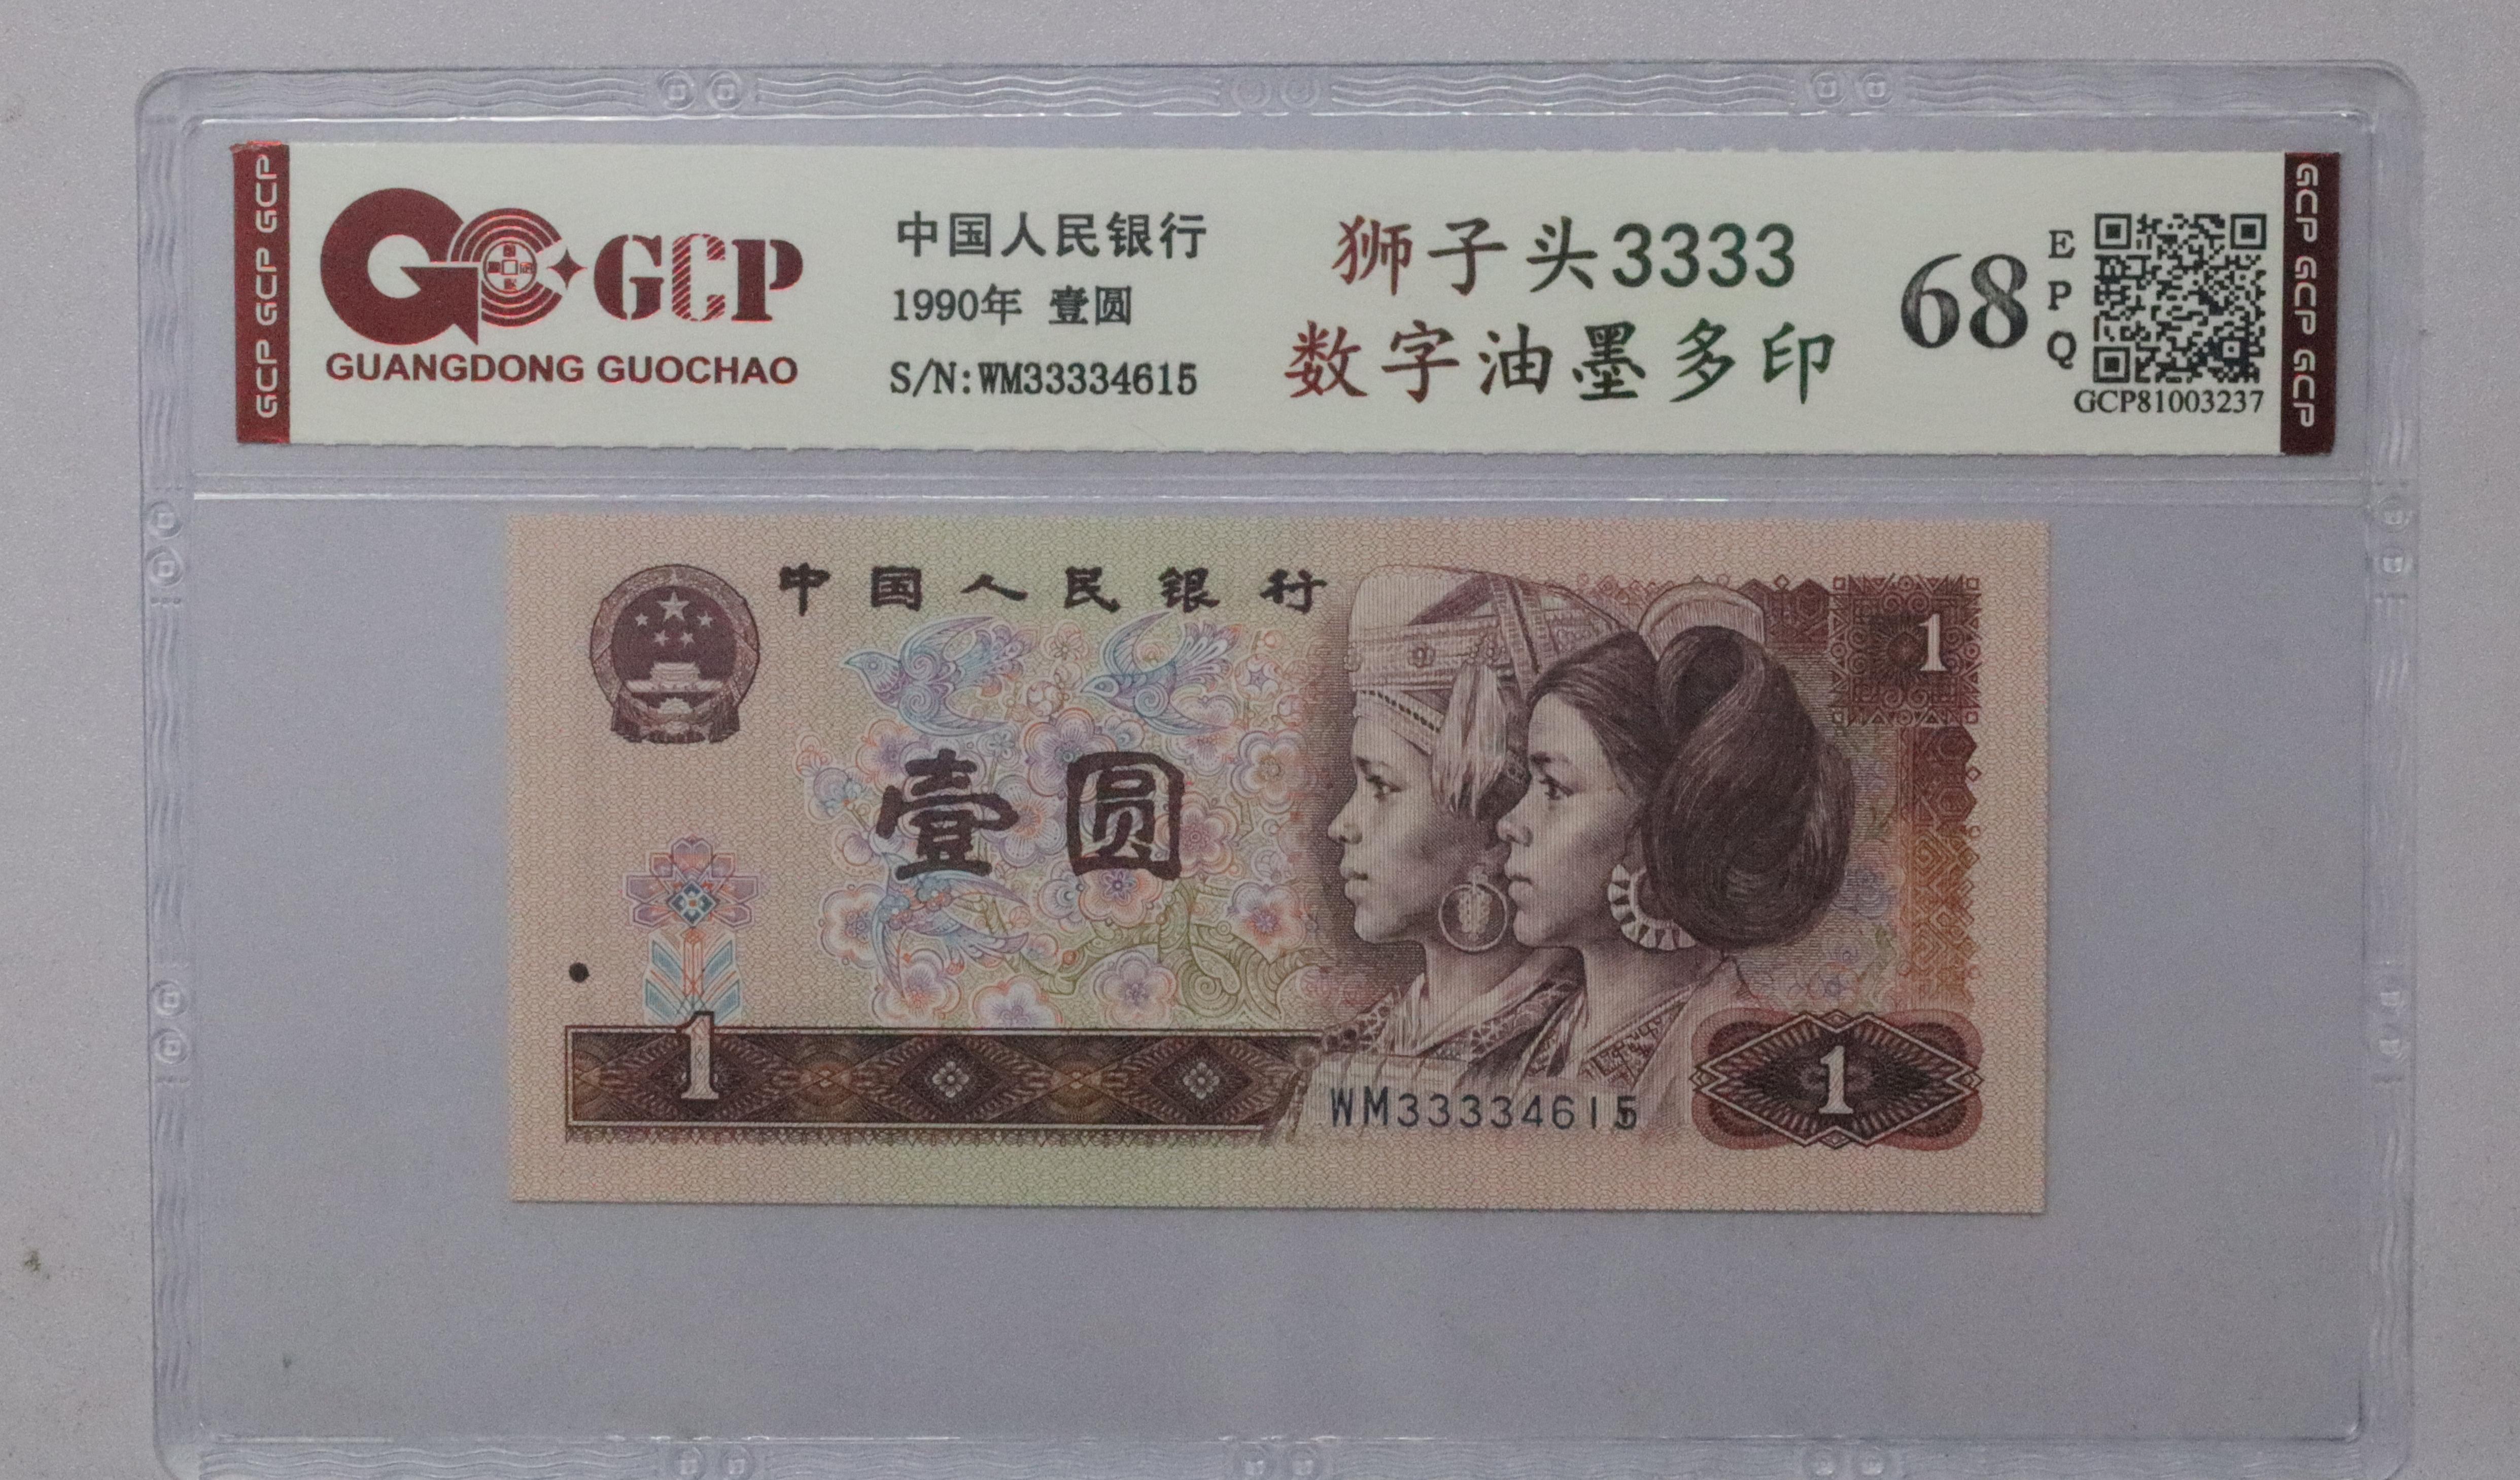 GCP GCP GCP
GCP
GUANGDONG GUOCHAO
中国人民银行
1990年 壹圆
S/N:WM33334615
狮子头3333
数字油墨多印
68
EPQ
GCP81003237
GCP GCP GCP
中国人民银行
1
壹圆
1
WM33334615
1